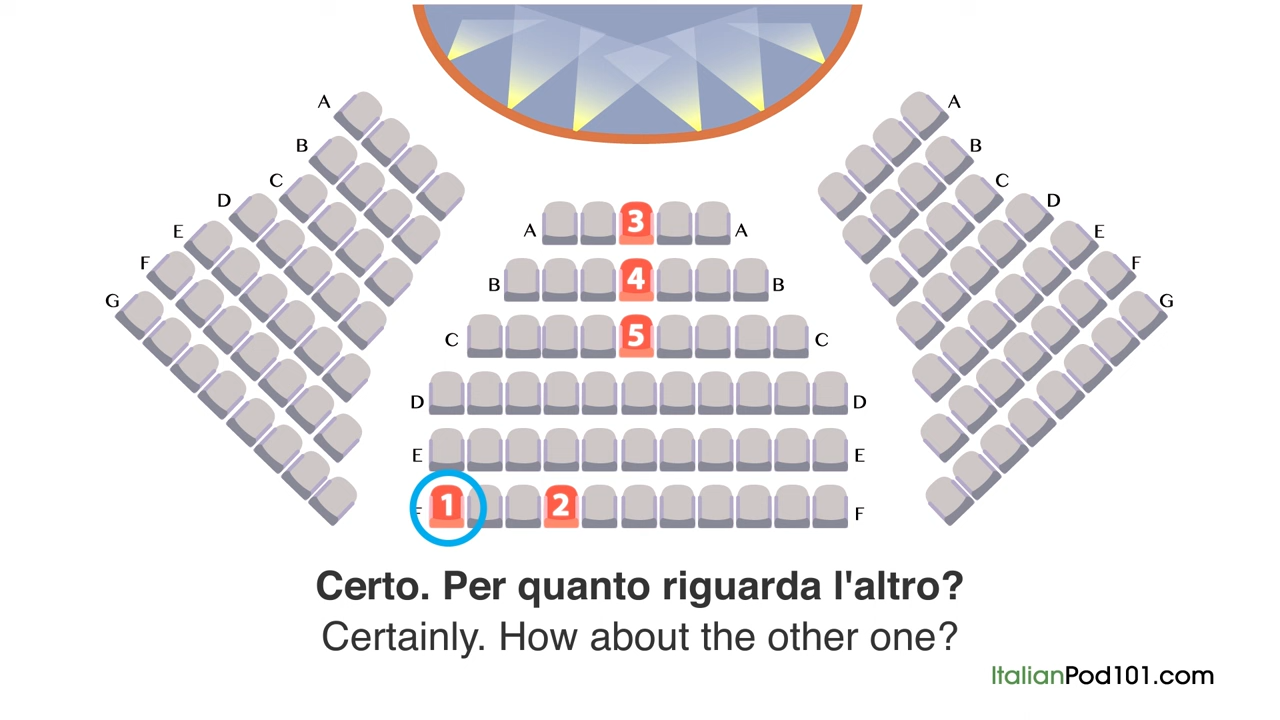 A A
B B
C C
D D
E E
F F
G G
A 3 A
B 4 B
C 5 C
D D
E E
F 1 2 F
Certo. Per quanto riguarda l'altro?
Certainly. How about the other one?
ItalianPod101.com